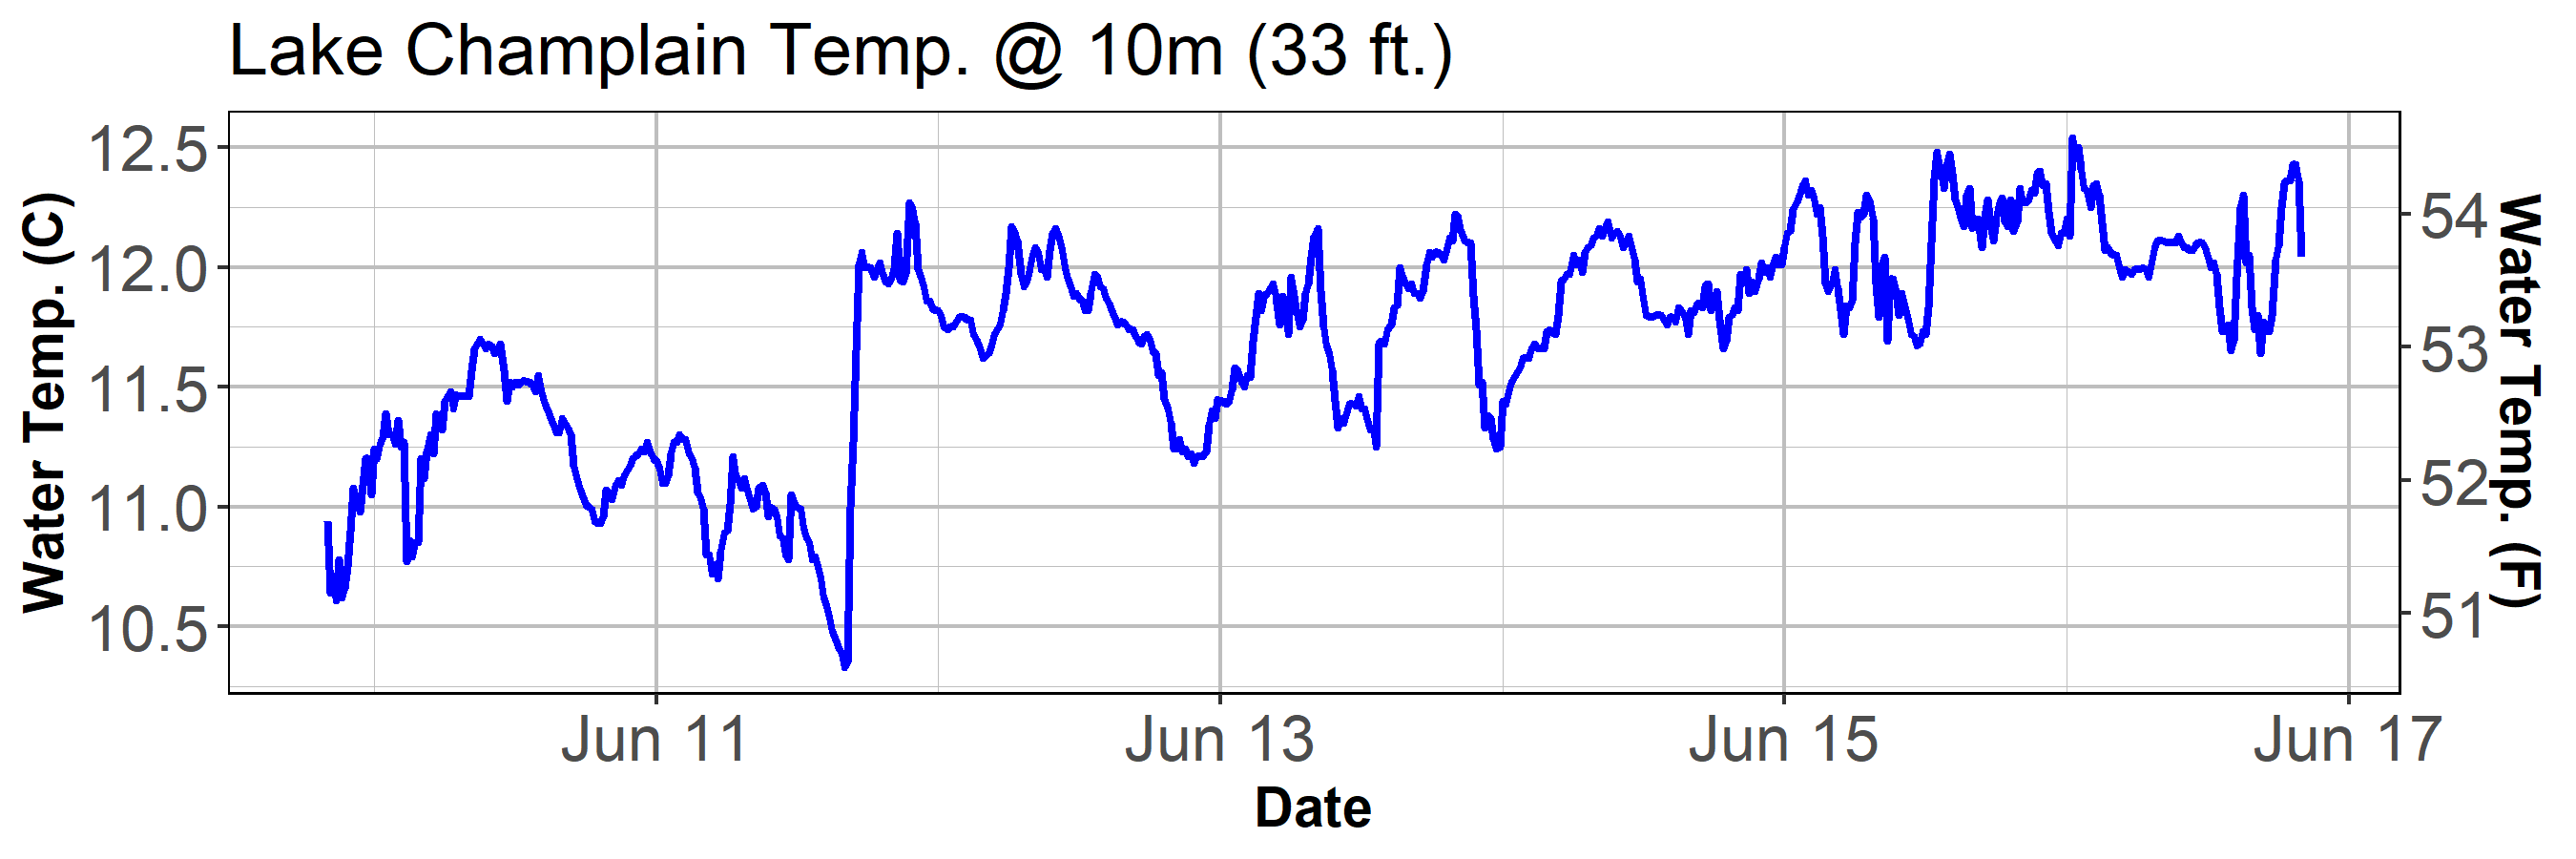 Lake Champlain Temp. @ 10m (33 ft.)
Water Temp. (C)
12.5
12.0
11.5
11.0
10.5
54
53
52
51
Water Temp. (F)
Jun 11
Jun 13
Jun 15
Jun 17
Date